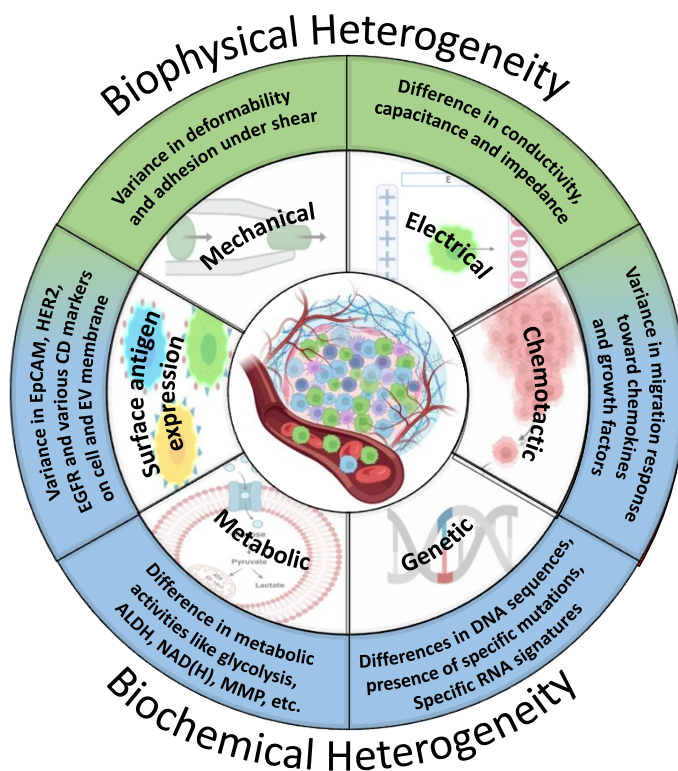 Biophysical Heterogeneity
Variance in deformability
and adhesion under shear
Difference in conductivity,
capacitance and impedance
Mechanical
E
Electrical
Variance in EpCAM, HER2,
EGFR and various CD markers
on cell and EV membrane
Surface antigen
expression
Chemotactic
Variance in migration response
toward chemokines
and growth factors
Metabolic
Pyruvate
Lactate
ATP
Genetic
Difference in metabolic
activities like glycolysis,
ALDH, NAD(H), MMP, etc.
Differences in DNA sequences,
presence of specific mutations,
Specific RNA signatures
Biochemical Heterogeneity